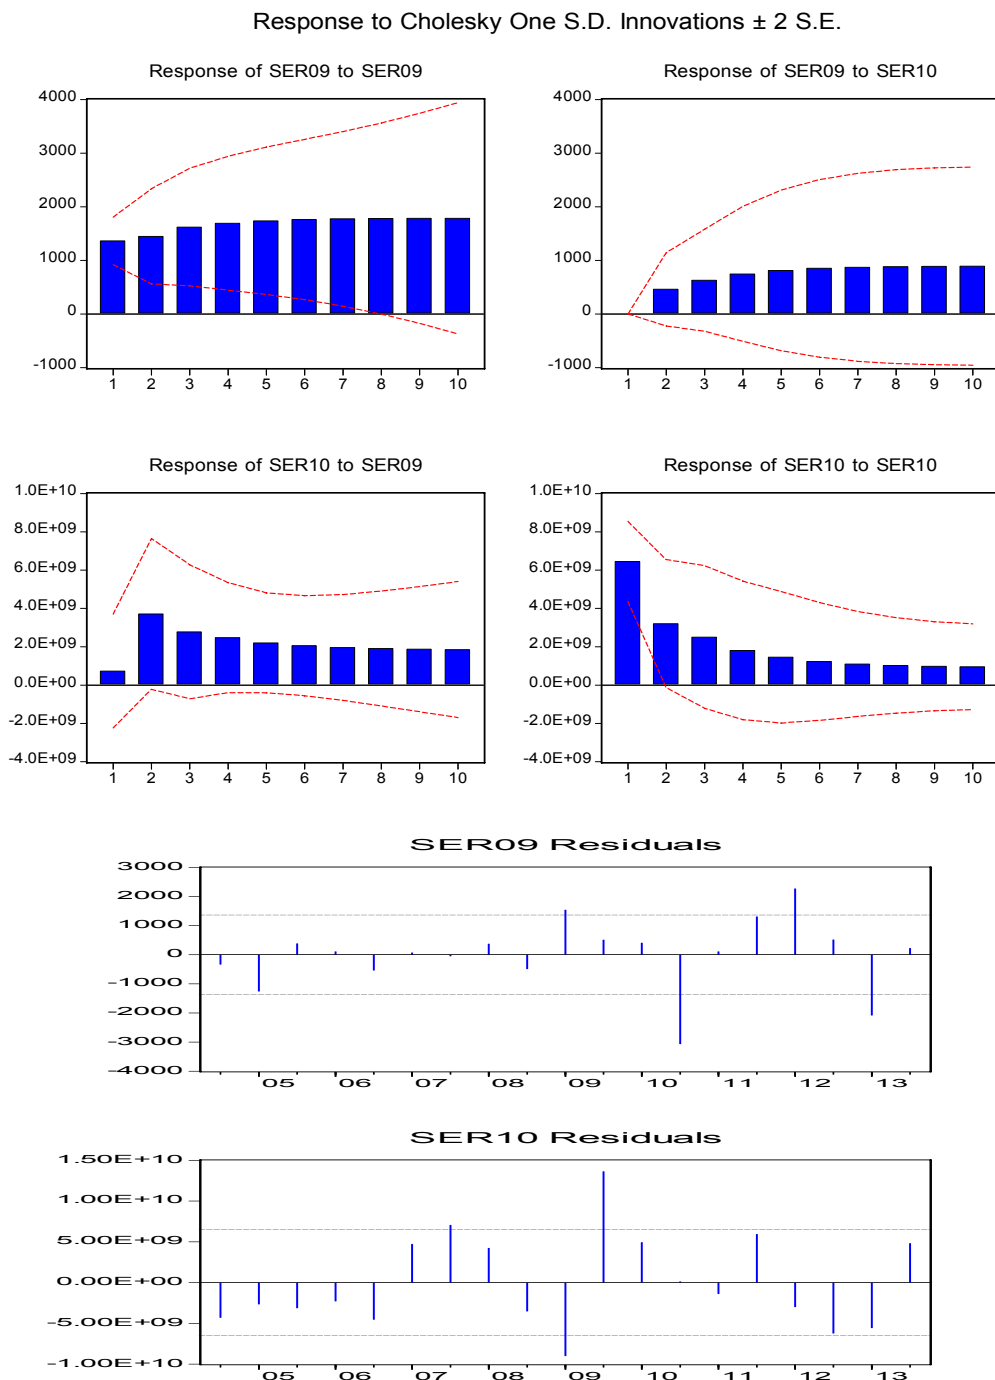 Response to Cholesky One S.D. Innovations ± 2 S.E.
Response of SER09 to SER09
4000
3000
2000
1000
0
-1000
1 2 3 4 5 6 7 8 9 10
Response of SER09 to SER10
4000
3000
2000
1000
0
-1000
1 2 3 4 5 6 7 8 9 10
Response of SER10 to SER09
1.0E+10
8.0E+09
6.0E+09
4.0E+09
2.0E+09
0.0E+00
-2.0E+09
-4.0E+09
1 2 3 4 5 6 7 8 9 10
Response of SER10 to SER10
1.0E+10
8.0E+09
6.0E+09
4.0E+09
2.0E+09
0.0E+00
-2.0E+09
-4.0E+09
1 2 3 4 5 6 7 8 9 10
SER09 Residuals
3000
2000
1000
0
-1000
-2000
-3000
-4000
05 06 07 08 09 10 11 12 13
SER10 Residuals
1.50E+10
1.00E+10
5.00E+09
0.00E+00
-5.00E+09
-1.00E+10
05 06 07 08 09 10 11 12 13